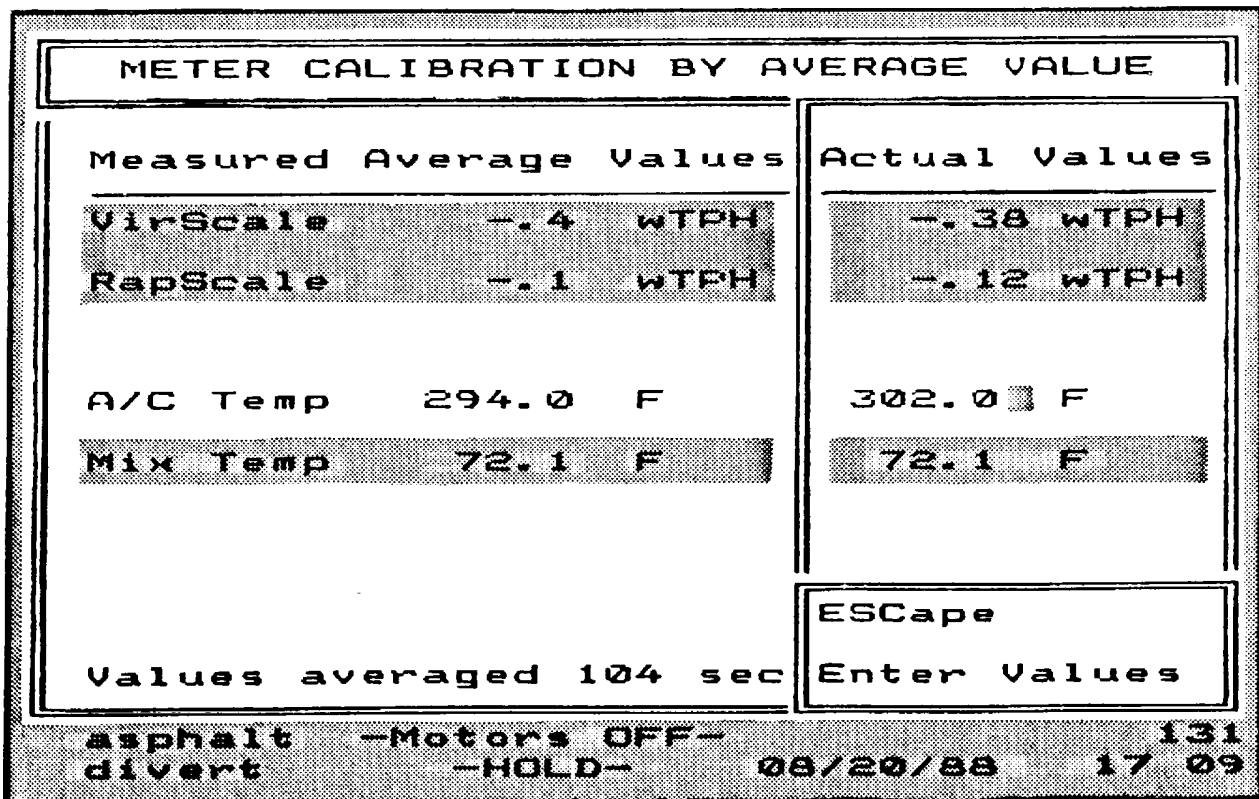 METER CALIBRATION BY AVERAGE VALUE
Measured Average Values Actual Values
VirScale -.4 wTPH -.38 wTPH
RapScale -.1 wTPH -.12 wTPH
A/C Temp 294.0 F 302.0 F
Mix Temp 72.1 F 72.1 F
ESCape
Values averaged 104 sec Enter Values
asphalt -Motors OFF- 131
divert -HOLD- 08/20/88 17 09